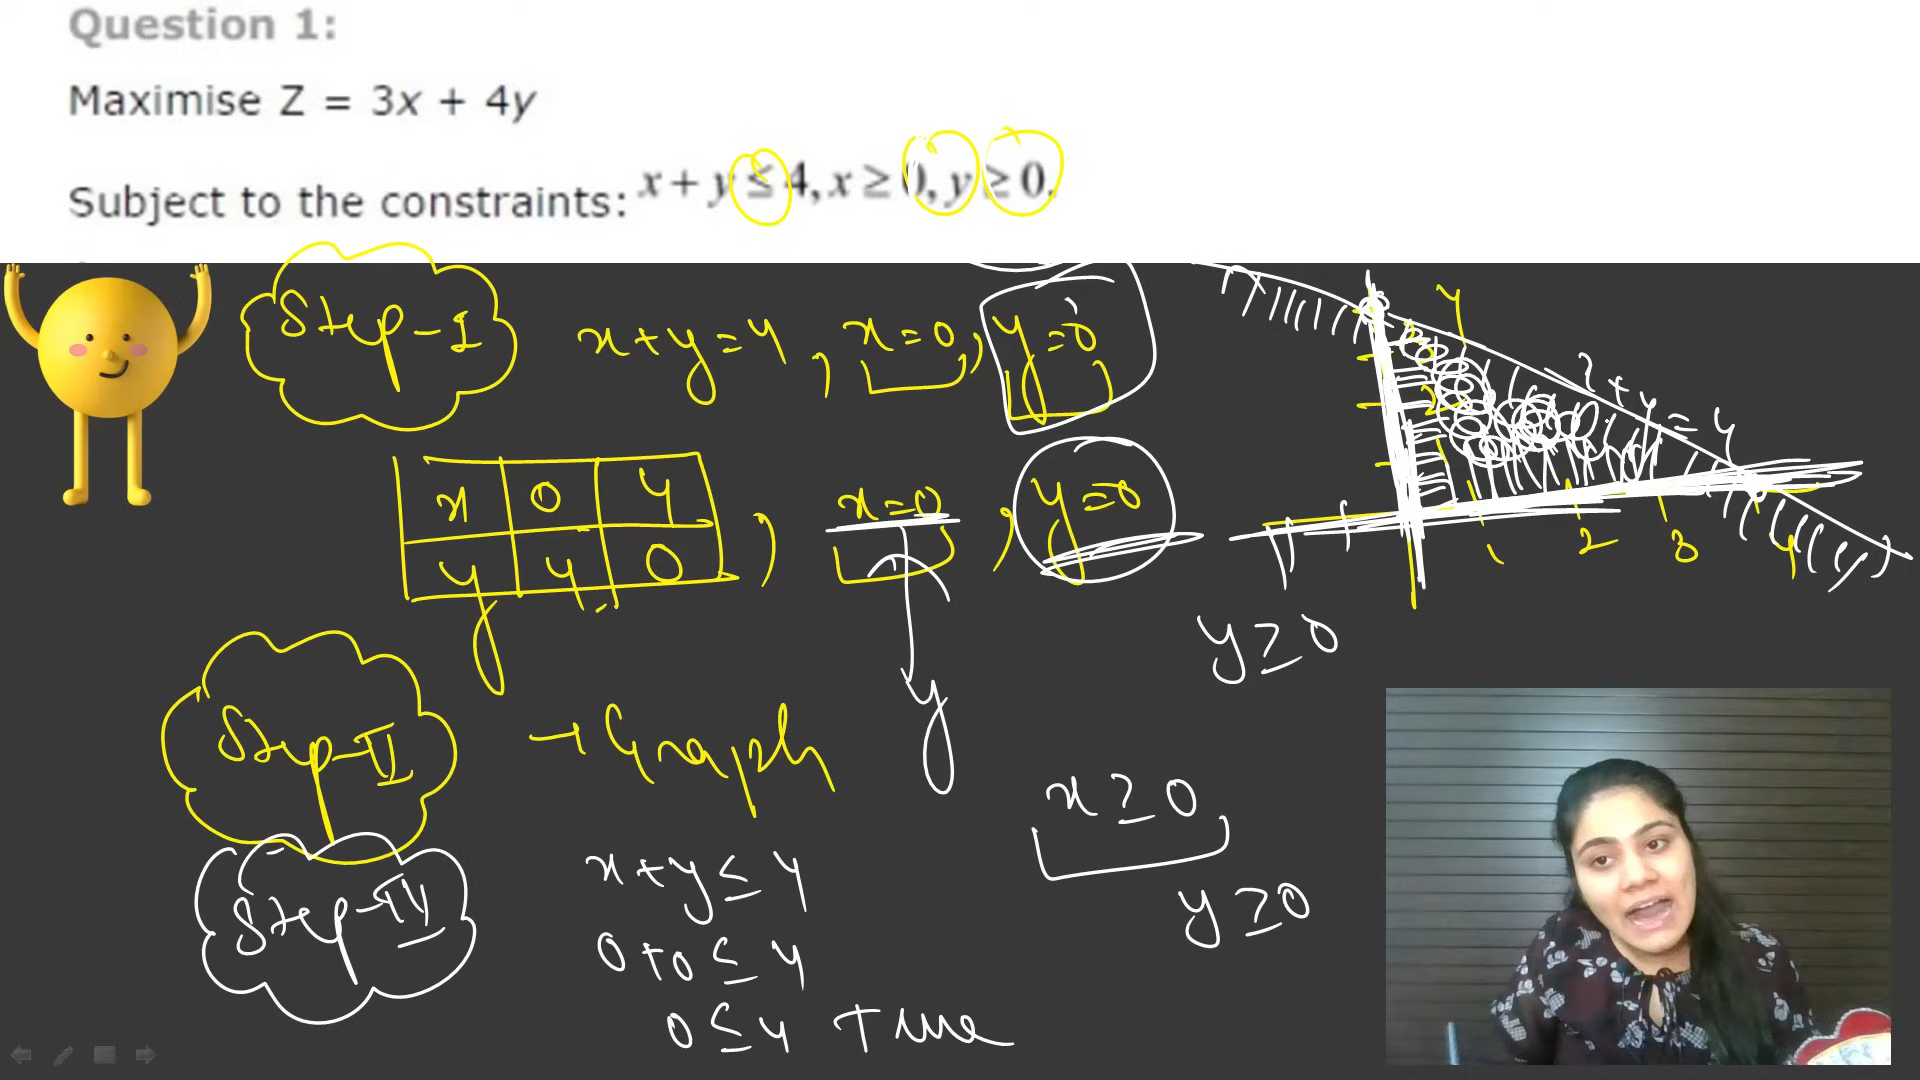 Question 1:
Maximise Z = 3x + 4y
Subject to the constraints: x + y ≤ 4, x ≥ 0, y ≥ 0.
Step-I
x+y=4, x=0, y=0
x 0 4
y 4 0
, x=0, y=0
y
y
x+y=4
1 2 3 4
2
y≥0
Step-II
→ Graph
x≥0
y≥0
Step-III
x+y≤4
0+0≤4
0≤4 True